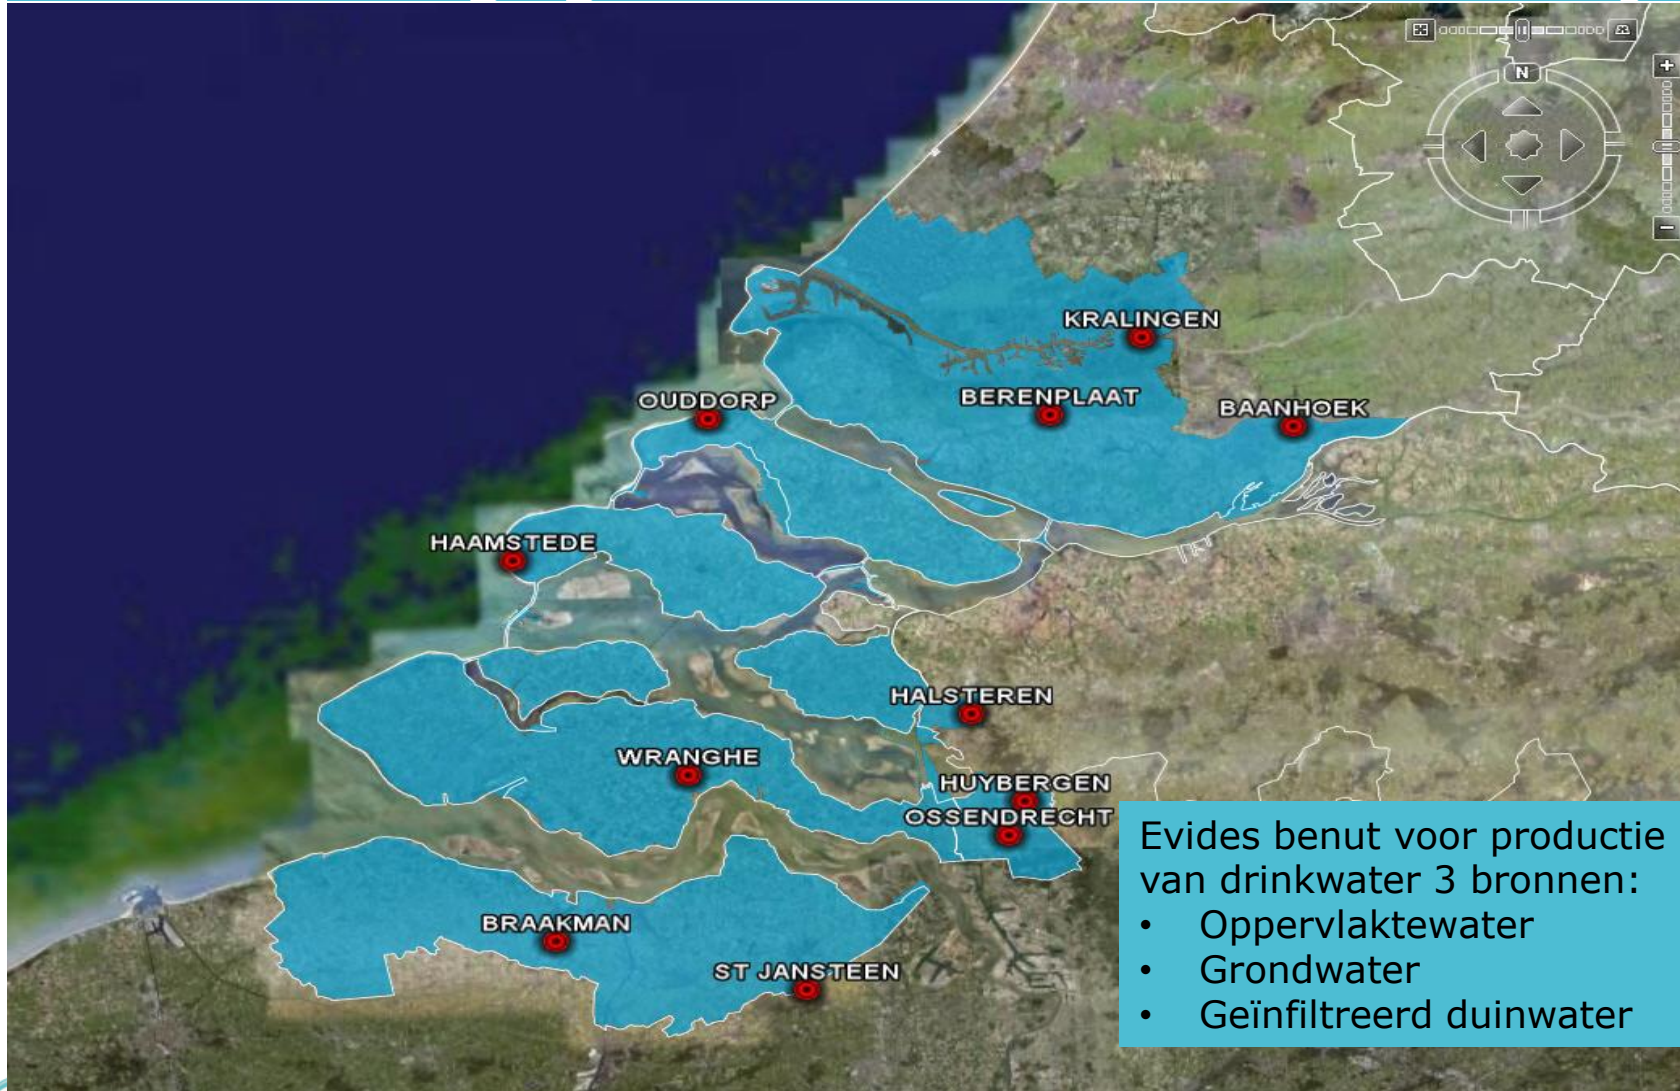 N
KRALINGEN
OUDDORP
BERENPLAAT
BAANHOEK
HAAMSTEDE
HALSTEREN
WRANGHE
HUYBERGEN
OSSENDRECHT
BRAAKMAN
ST JANSTEEN
Evides benut voor productie
van drinkwater 3 bronnen:
• Oppervlaktewater
• Grondwater
• Geïnfiltreerd duinwater